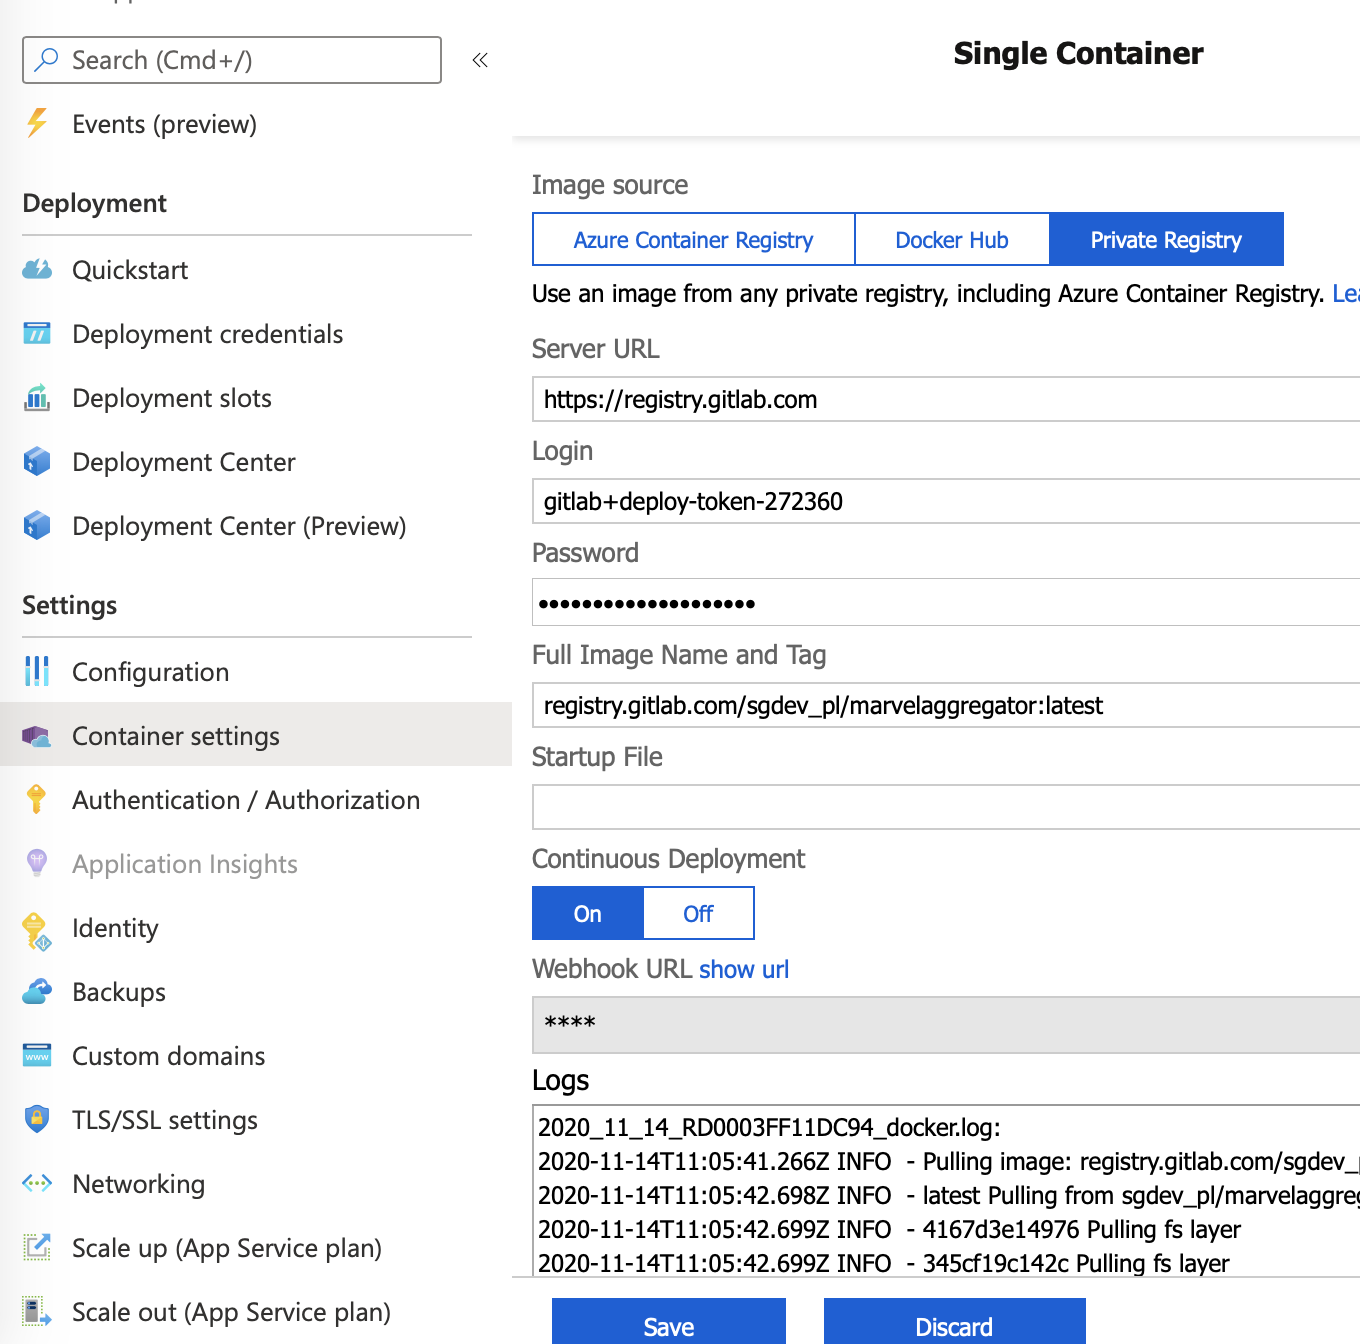 Search (Cmd+/)
«
Events (preview)
Deployment
Quickstart
Deployment credentials
Deployment slots
Deployment Center
Deployment Center (Preview)
Settings
Configuration
Container settings
Authentication / Authorization
Application Insights
Identity
Backups
Custom domains
TLS/SSL settings
Networking
Scale up (App Service plan)
Scale out (App Service plan)
Single Container
Image source
Azure Container Registry
Docker Hub
Private Registry
Use an image from any private registry, including Azure Container Registry.
Server URL
https://registry.gitlab.com
Login
gitlab+deploy-token-272360
Password
••••••••••••••••••••
Full Image Name and Tag
registry.gitlab.com/sgdev_pl/marvelaggregator:latest
Startup File
Continuous Deployment
On
Off
Webhook URL show url
****
Logs
2020_11_14_RD0003FF11DC94_docker.log:
2020-11-14T11:05:41.266Z INFO - Pulling image: registry.gitlab.com/sgdev_
2020-11-14T11:05:42.698Z INFO - latest Pulling from sgdev_pl/marvelaggre
2020-11-14T11:05:42.699Z INFO - 4167d3e14976 Pulling fs layer
2020-11-14T11:05:42.699Z INFO - 345cf19c142c Pulling fs layer
Save
Discard